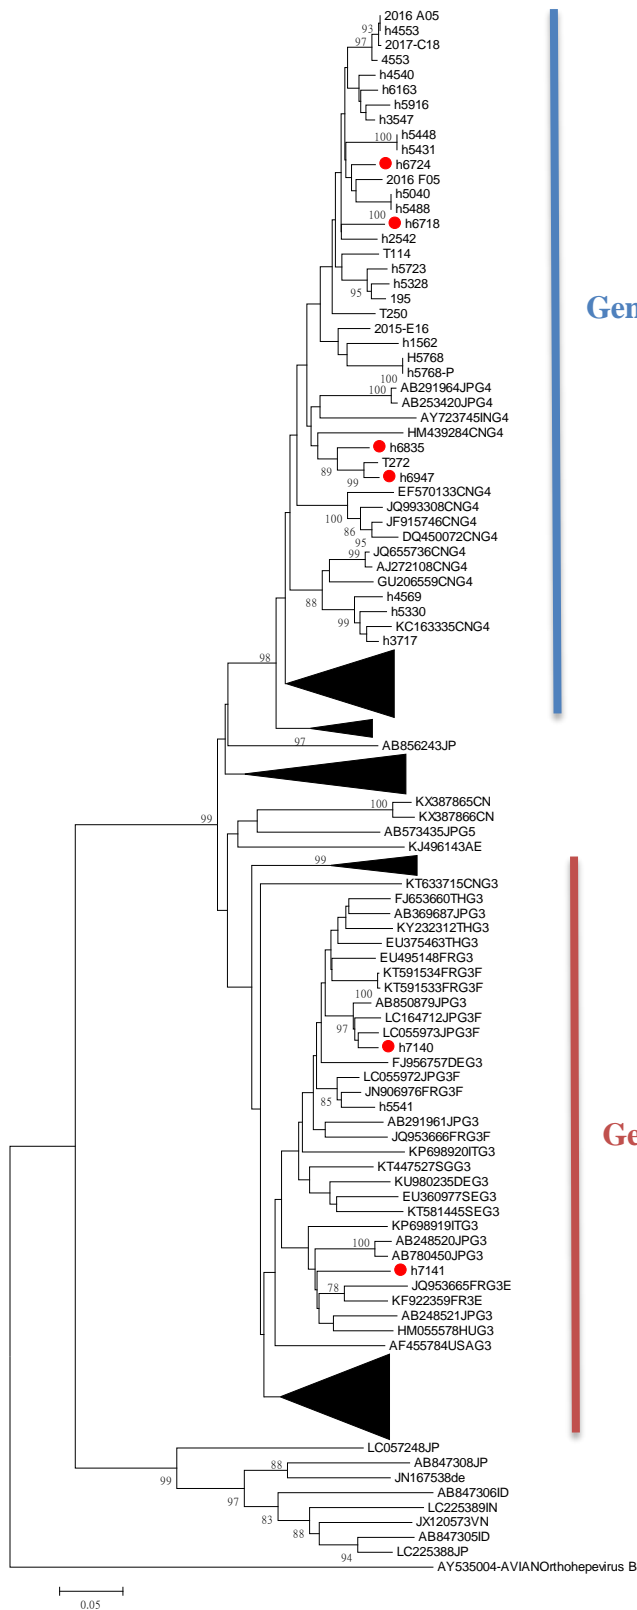 2016 A05
93
h4553
97
2017-C18
4553
h4540
h6163
h5916
h3547
100
h5448
h5431
h6724
2016 F05
h5040
h5488
100
h6718
h2542
T114
h5723
h5328
95
195
T250
2015-E16
h1562
H5768
h5768-P
100
AB291964JPG4
100
AB253420JPG4
AY723745ING4
HM439284CNG4
h6835
89
T272
99
h6947
EF570133CNG4
JQ993308CNG4
100
JF915746CNG4
86
DQ450072CNG4
95
JQ655736CNG4
99
AJ272108CNG4
GU206559CNG4
88
h4569
h5330
99
KC163335CNG4
h3717
Gen
98
97
AB856243JP
KX387865CN
100
KX387866CN
99
AB573435JPG5
KJ496143AE
99
KT633715CNG3
FJ653660THG3
AB369687JPG3
KY232312THG3
EU375463THG3
EU495148FRG3
KT591534FRG3F
KT591533FRG3F
100
AB850879JPG3
LC164712JPG3F
97
LC055973JPG3F
h7140
FJ956757DEG3
LC055972JPG3F
JN906976FRG3F
85
h5541
AB291961JPG3
JQ953666FRG3F
Ge
KP698920ITG3
KT447527SGG3
KU980235DEG3
EU360977SEG3
KT581445SEG3
KP698919ITG3
AB248520JPG3
100
AB780450JPG3
h7141
78
JQ953665FRG3E
KF922359FR3E
AB248521JPG3
HM055578HUG3
AF455784USAG3
LC057248JP
99
AB847308JP
88
JN167538de
97
AB847306ID
83
LC225389IN
88
JX120573VN
AB847305ID
94
LC225388JP
AY535004-AVIANOrthohepevirus B
0.05